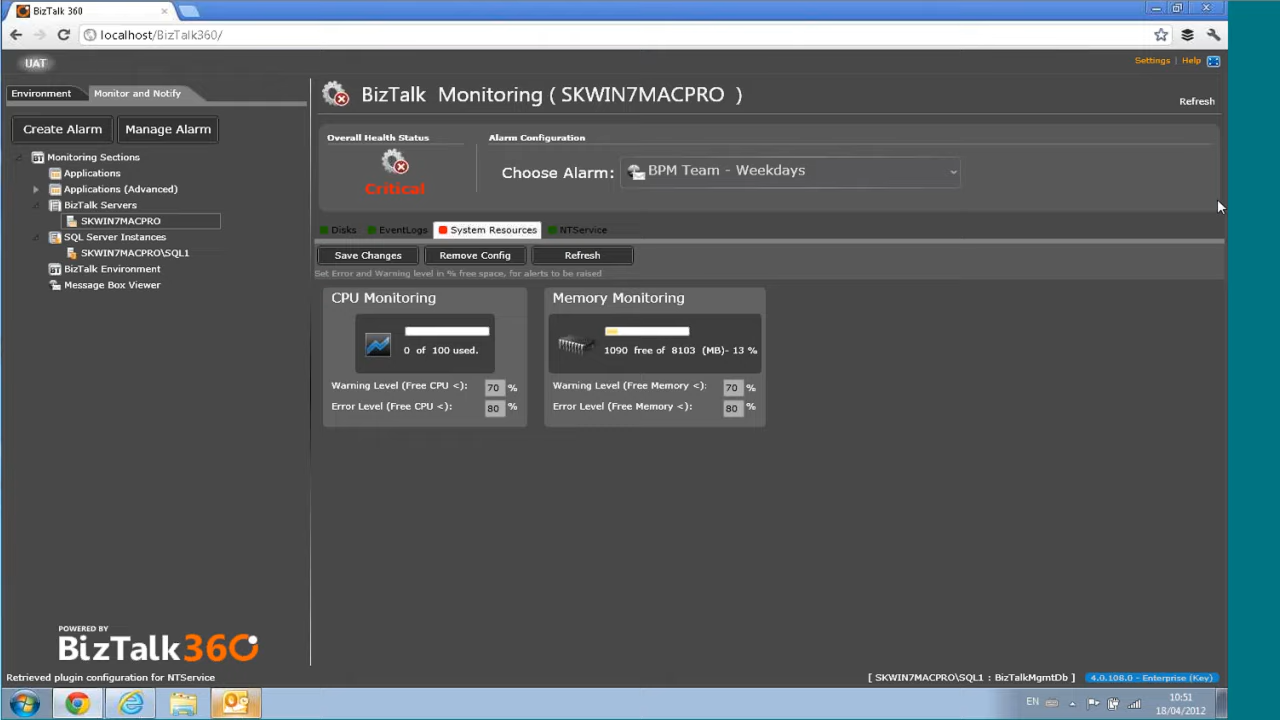 BizTalk 360
localhost/BizTalk360/
UAT
Settings | Help
Environment
Monitor and Notify
Create Alarm
Manage Alarm
Monitoring Sections
Applications
Applications (Advanced)
BizTalk Servers
SKWIN7MACPRO
SQL Server Instances
SKWIN7MACPRO\SQL1
BizTalk Environment
Message Box Viewer
BizTalk Monitoring ( SKWIN7MACPRO )
Refresh
Overall Health Status
Critical
Alarm Configuration
Choose Alarm:
BPM Team - Weekdays
Disks
EventLogs
System Resources
NTService
Save Changes
Remove Config
Refresh
Set Error and Warning level in % free space, for alerts to be raised
CPU Monitoring
0 of 100 used.
Warning Level (Free CPU <): 70 %
Error Level (Free CPU <): 80 %
Memory Monitoring
1090 free of 8103 (MB)- 13 %
Warning Level (Free Memory <): 70 %
Error Level (Free Memory <): 80 %
POWERED BY
BizTalk360
Retrieved plugin configuration for NTService
[ SKWIN7MACPRO\SQL1 : BizTalkMgmtDb ]
4.0.108.0 - Enterprise (Key)
EN
10:51
18/04/2012